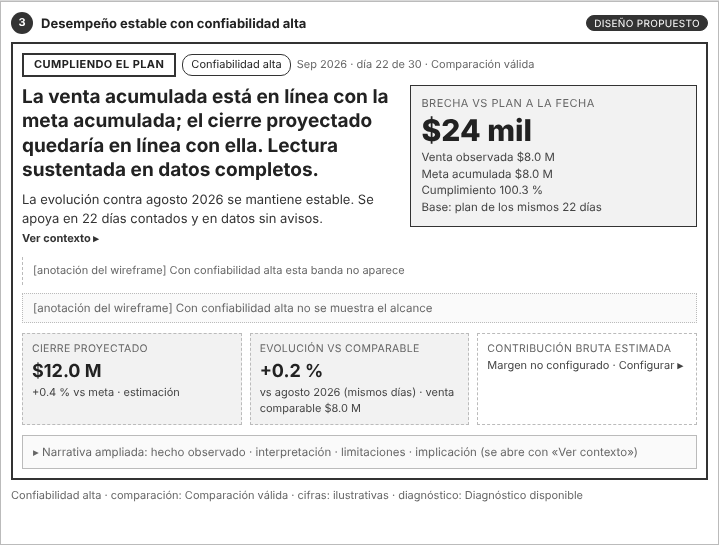 3 Desempeño estable con confiabilidad alta
DISEÑO PROPUESTO
CUMPLIENDO EL PLAN Confiabilidad alta Sep 2026 · día 22 de 30 · Comparación válida
La venta acumulada está en línea con la
meta acumulada; el cierre proyectado
quedaría en línea con ella. Lectura
sustentada en datos completos.
La evolución contra agosto 2026 se mantiene estable. Se
apoya en 22 días contados y en datos sin avisos.
Ver contexto ▸
BRECHA VS PLAN A LA FECHA
$24 mil
Venta observada $8.0 M
Meta acumulada $8.0 M
Cumplimiento 100.3 %
Base: plan de los mismos 22 días
[anotación del wireframe] Con confiabilidad alta esta banda no aparece
[anotación del wireframe] Con confiabilidad alta no se muestra el alcance
CIERRE PROYECTADO
$12.0 M
+0.4 % vs meta · estimación
EVOLUCIÓN VS COMPARABLE
+0.2 %
vs agosto 2026 (mismos días) · venta
comparable $8.0 M
CONTRIBUCIÓN BRUTA ESTIMADA
Margen no configurado · Configurar ▸
▸ Narrativa ampliada: hecho observado · interpretación · limitaciones · implicación (se abre con «Ver contexto»)
Confiabilidad alta · comparación: Comparación válida · cifras: ilustrativas · diagnóstico: Diagnóstico disponible